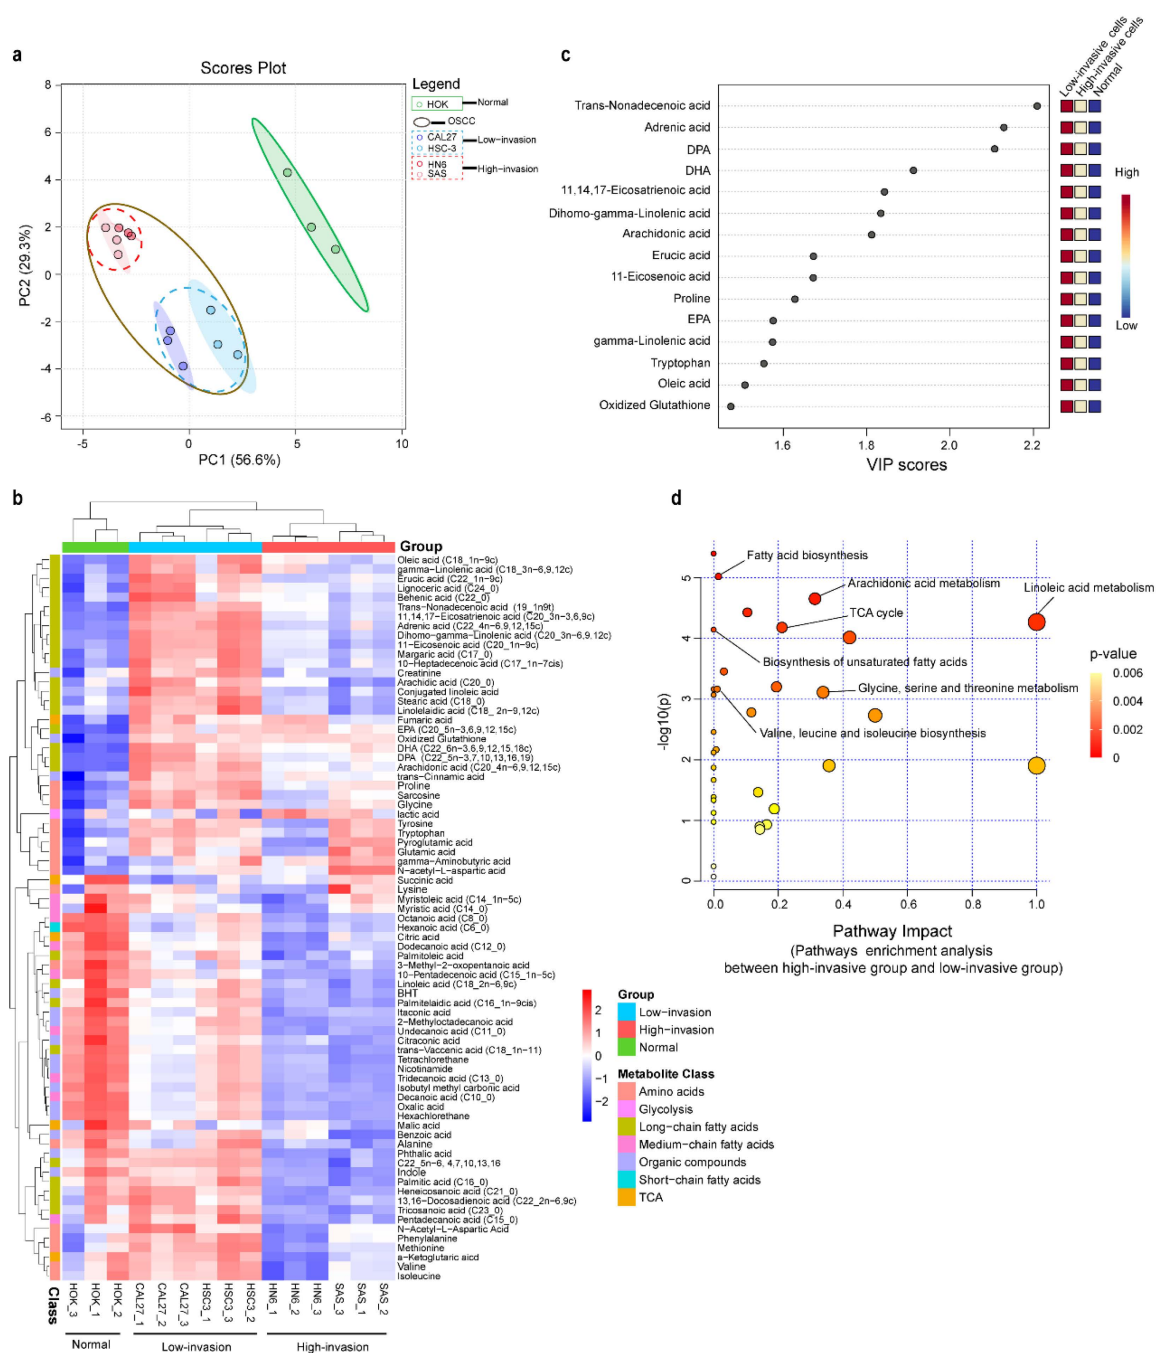 a
Scores Plot
8
6
4
2
0
-2
-4
-6
-5
0
5
10
PC2 (29.3%)
PC1 (56.6%)
Legend
HOK
Normal
OSCC
CAL27
HSC-3
Low-invasion
HN6
SAS
High-invasion
c
Low-invasive cells
High-invasive cells
Normal
Trans-Nonadecenoic acid
Adrenic acid
DPA
DHA
11,14,17-Eicosatrienoic acid
Dihomo-gamma-Linolenic acid
Arachidonic acid
Erucic acid
11-Eicosenoic acid
Proline
EPA
gamma-Linolenic acid
Tryptophan
Oleic acid
Oxidized Glutathione
1.6
1.8
2.0
2.2
VIP scores
High
Low
b
Group
Oleic acid (C18_1n-9c)
gamma-Linolenic acid (C18_3n-6,9,12c)
Erucic acid (C22_1n-9c)
Lignoceric acid (C24_0)
Behenic acid (C22_0)
Trans-Nonadecenoic acid (19_1n9t)
11,14,17-Eicosatrienoic acid (C20_3n-3,6,9c)
Adrenic acid (C22_4n-6,9,12,15c)
Dihomo-gamma-Linolenic acid (C20_3n-6,9,12c)
11-Eicosenoic acid (C20_1n-9c)
Margaric acid (C17_0)
10-Heptadecenoic acid (C17_1n-7cis)
Creatinine
Arachidic acid (C20_0)
Conjugated linoleic acid
Stearic acid (C18_0)
Linolelaidic acid (C18_ 2n-9,12c)
Fumaric acid
EPA (C20_5n-3,6,9,12,15c)
Oxidized Glutathione
DHA (C22_6n-3,6,9,12,15,18c)
DPA (C22_5n-3,7,10,13,16,19)
Arachidonic acid (C20_4n-6,9,12,15c)
trans-Cinnamic acid
Proline
Sarcosine
Glycine
lactic acid
Tyrosine
Tryptophan
Pyroglutamic acid
Glutamic acid
gamma-Aminobutyric acid
N-acetyl-L-aspartic acid
Succinic acid
Lysine
Myristoleic acid (C14_1n-5c)
Myristic acid (C14_0)
Octanoic acid (C8_0)
Hexanoic acid (C6_0)
Citric acid
Dodecanoic acid (C12_0)
Palmitoleic acid
3-Methyl-2-oxopentanoic acid
10-Pentadecenoic acid (C15_1n-5c)
Linoleic acid (C18_2n-6,9c)
BHT
Palmitelaidic acid (C16_1n-9cis)
Itaconic acid
2-Methyloctadecanoic acid
Undecanoic acid (C11_0)
Citraconic acid
trans-Vaccenic acid (C18_1n-11)
Tetrachlorethane
Nicotinamide
Tridecanoic acid (C13_0)
Isobutyl methyl carbonic acid
Decanoic acid (C10_0)
Oxalic acid
Hexachlorethane
Malic acid
Benzoic acid
Alanine
Phthalic acid
C22_5n-6, 4,7,10,13,16
Indole
Palmitic acid (C16_0)
Heneicosanoic acid (C21_0)
13,16-Docosadienoic acid (C22_2n-6,9c)
Tricosanoic acid (C23_0)
Pentadecanoic acid (C15_0)
N-Acetyl-L-Aspartic Acid
Phenylalanine
Methionine
a-Ketoglutaric aicd
Valine
Isoleucine
Class
HOK_3
HOK_1
HOK_2
CAL27_1
CAL27_2
CAL27_3
HSC3_1
HSC3_3
HSC3_2
HN6_1
HN6_2
HN6_3
SAS_3
SAS_1
SAS_2
Normal
Low-invasion
High-invasion
2
1
0
-1
-2
Group
Low-invasion
High-invasion
Normal
Metabolite Class
Amino acids
Glycolysis
Long-chain fatty acids
Medium-chain fatty acids
Organic compounds
Short-chain fatty acids
TCA
d
Fatty acid biosynthesis
Arachidonic acid metabolism
Linoleic acid metabolism
TCA cycle
Biosynthesis of unsaturated fatty acids
Glycine, serine and threonine metabolism
Valine, leucine and isoleucine biosynthesis
5
4
3
2
1
0
-log10(p)
0.0
0.2
0.4
0.6
0.8
1.0
Pathway Impact
(Pathways enrichment analysis
between high-invasive group and low-invasive group)
p-value
0.006
0.004
0.002
0